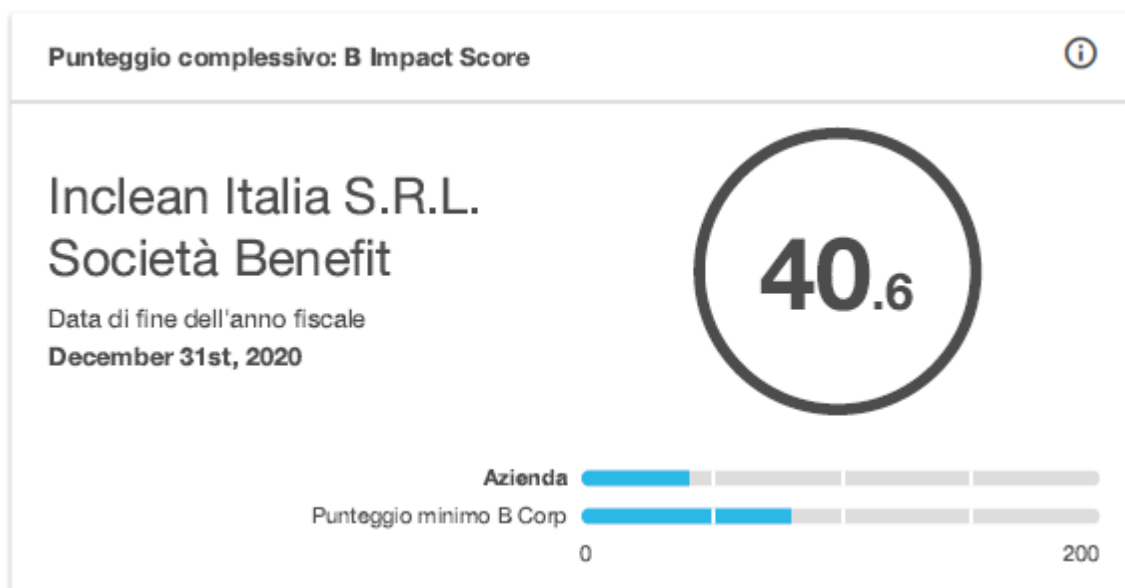 Punteggio complessivo: B Impact Score
Inclean Italia S.R.L.
Società Benefit
Data di fine dell'anno fiscale
December 31st, 2020
40.6
Azienda
Punteggio minimo B Corp
0 200